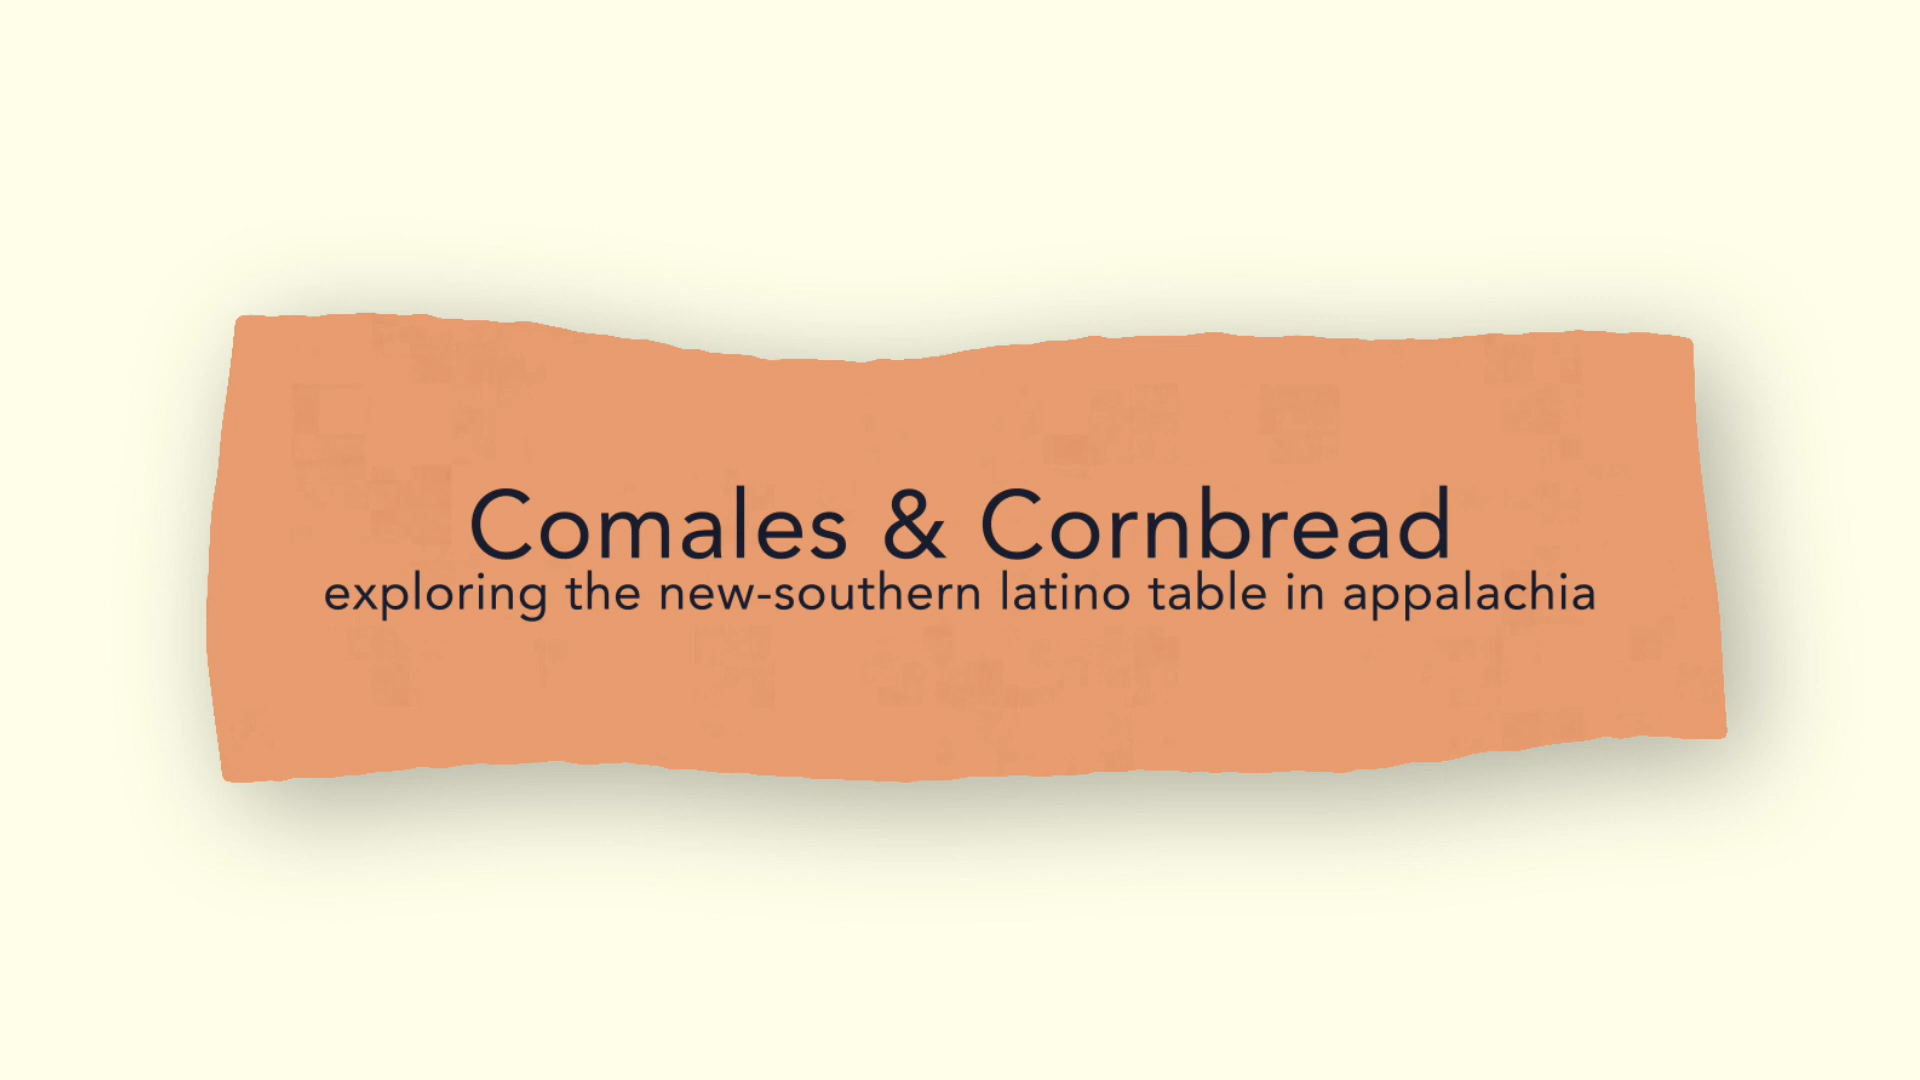 Comales & Cornbread
exploring the new-southern latino table in appalachia